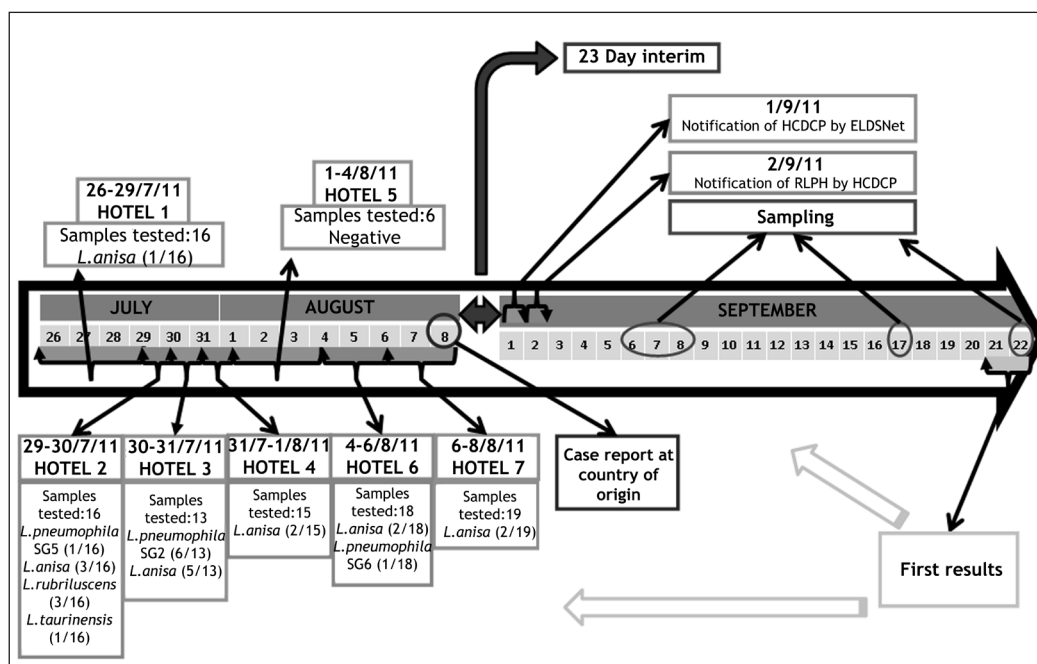 23 Day interim
1/9/11
Notification of HCDCP by ELDSNet
2/9/11
Notification of RLPH by HCDCP
Sampling
1-4/8/11
HOTEL 5
Samples tested:6
Negative
26-29/7/11
HOTEL 1
Samples tested:16
L.anisa (1/16)
JULY AUGUST SEPTEMBER
26 27 28 29 30 31 1 2 3 4 5 6 7 8 1 2 3 4 5 6 7 8 9 10 11 12 13 14 15 16 17 18 19 20 21 22
29-30/7/11
HOTEL 2
Samples
tested:16
L.pneumophila
SG5 (1/16)
L.anisa (3/16)
L.rubriluscens
(3/16)
L.taurinensis
(1/16)
30-31/7/11
HOTEL 3
Samples
tested:13
L.pneumophila
SG2 (6/13)
L.anisa (5/13)
31/7-1/8/11
HOTEL 4
Samples
tested:15
L.anisa (2/15)
4-6/8/11
HOTEL 6
Samples
tested:18
L.anisa (2/18)
L.pneumophila
SG6 (1/18)
6-8/8/11
HOTEL 7
Samples
tested:19
L.anisa (2/19)
Case report at
country of
origin
First results